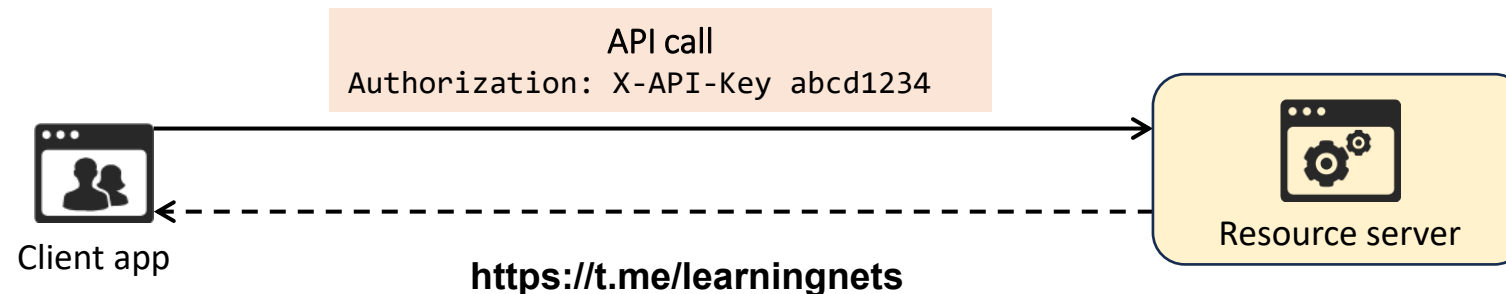 API call
Authorization: X-API-Key abcd1234
Client app
Resource server
https://t.me/learningnets